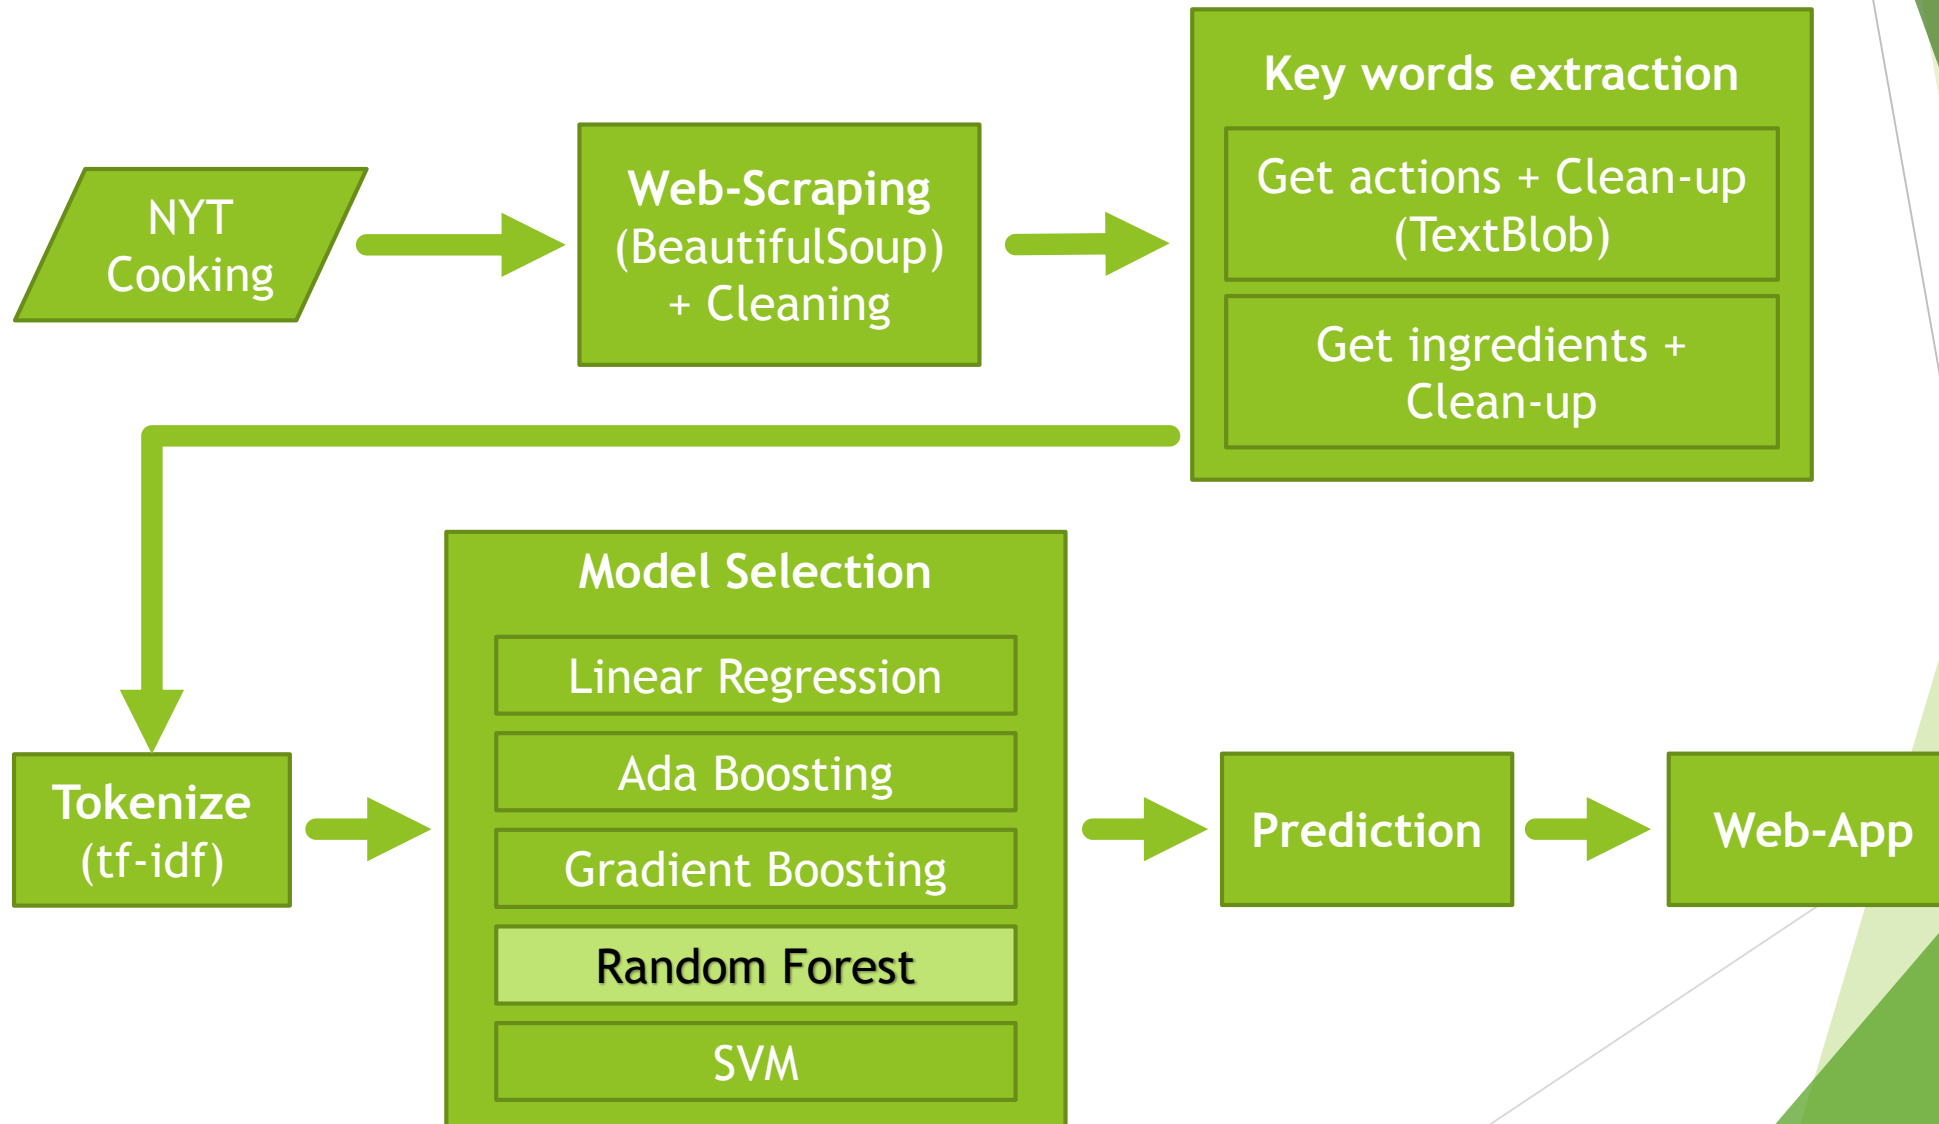 NYT
Cooking
Web-Scraping
(BeautifulSoup)
+ Cleaning
Key words extraction
Get actions + Clean-up
(TextBlob)
Get ingredients +
Clean-up
Tokenize
(tf-idf)
Model Selection
Linear Regression
Ada Boosting
Gradient Boosting
Random Forest
SVM
Prediction
Web-App